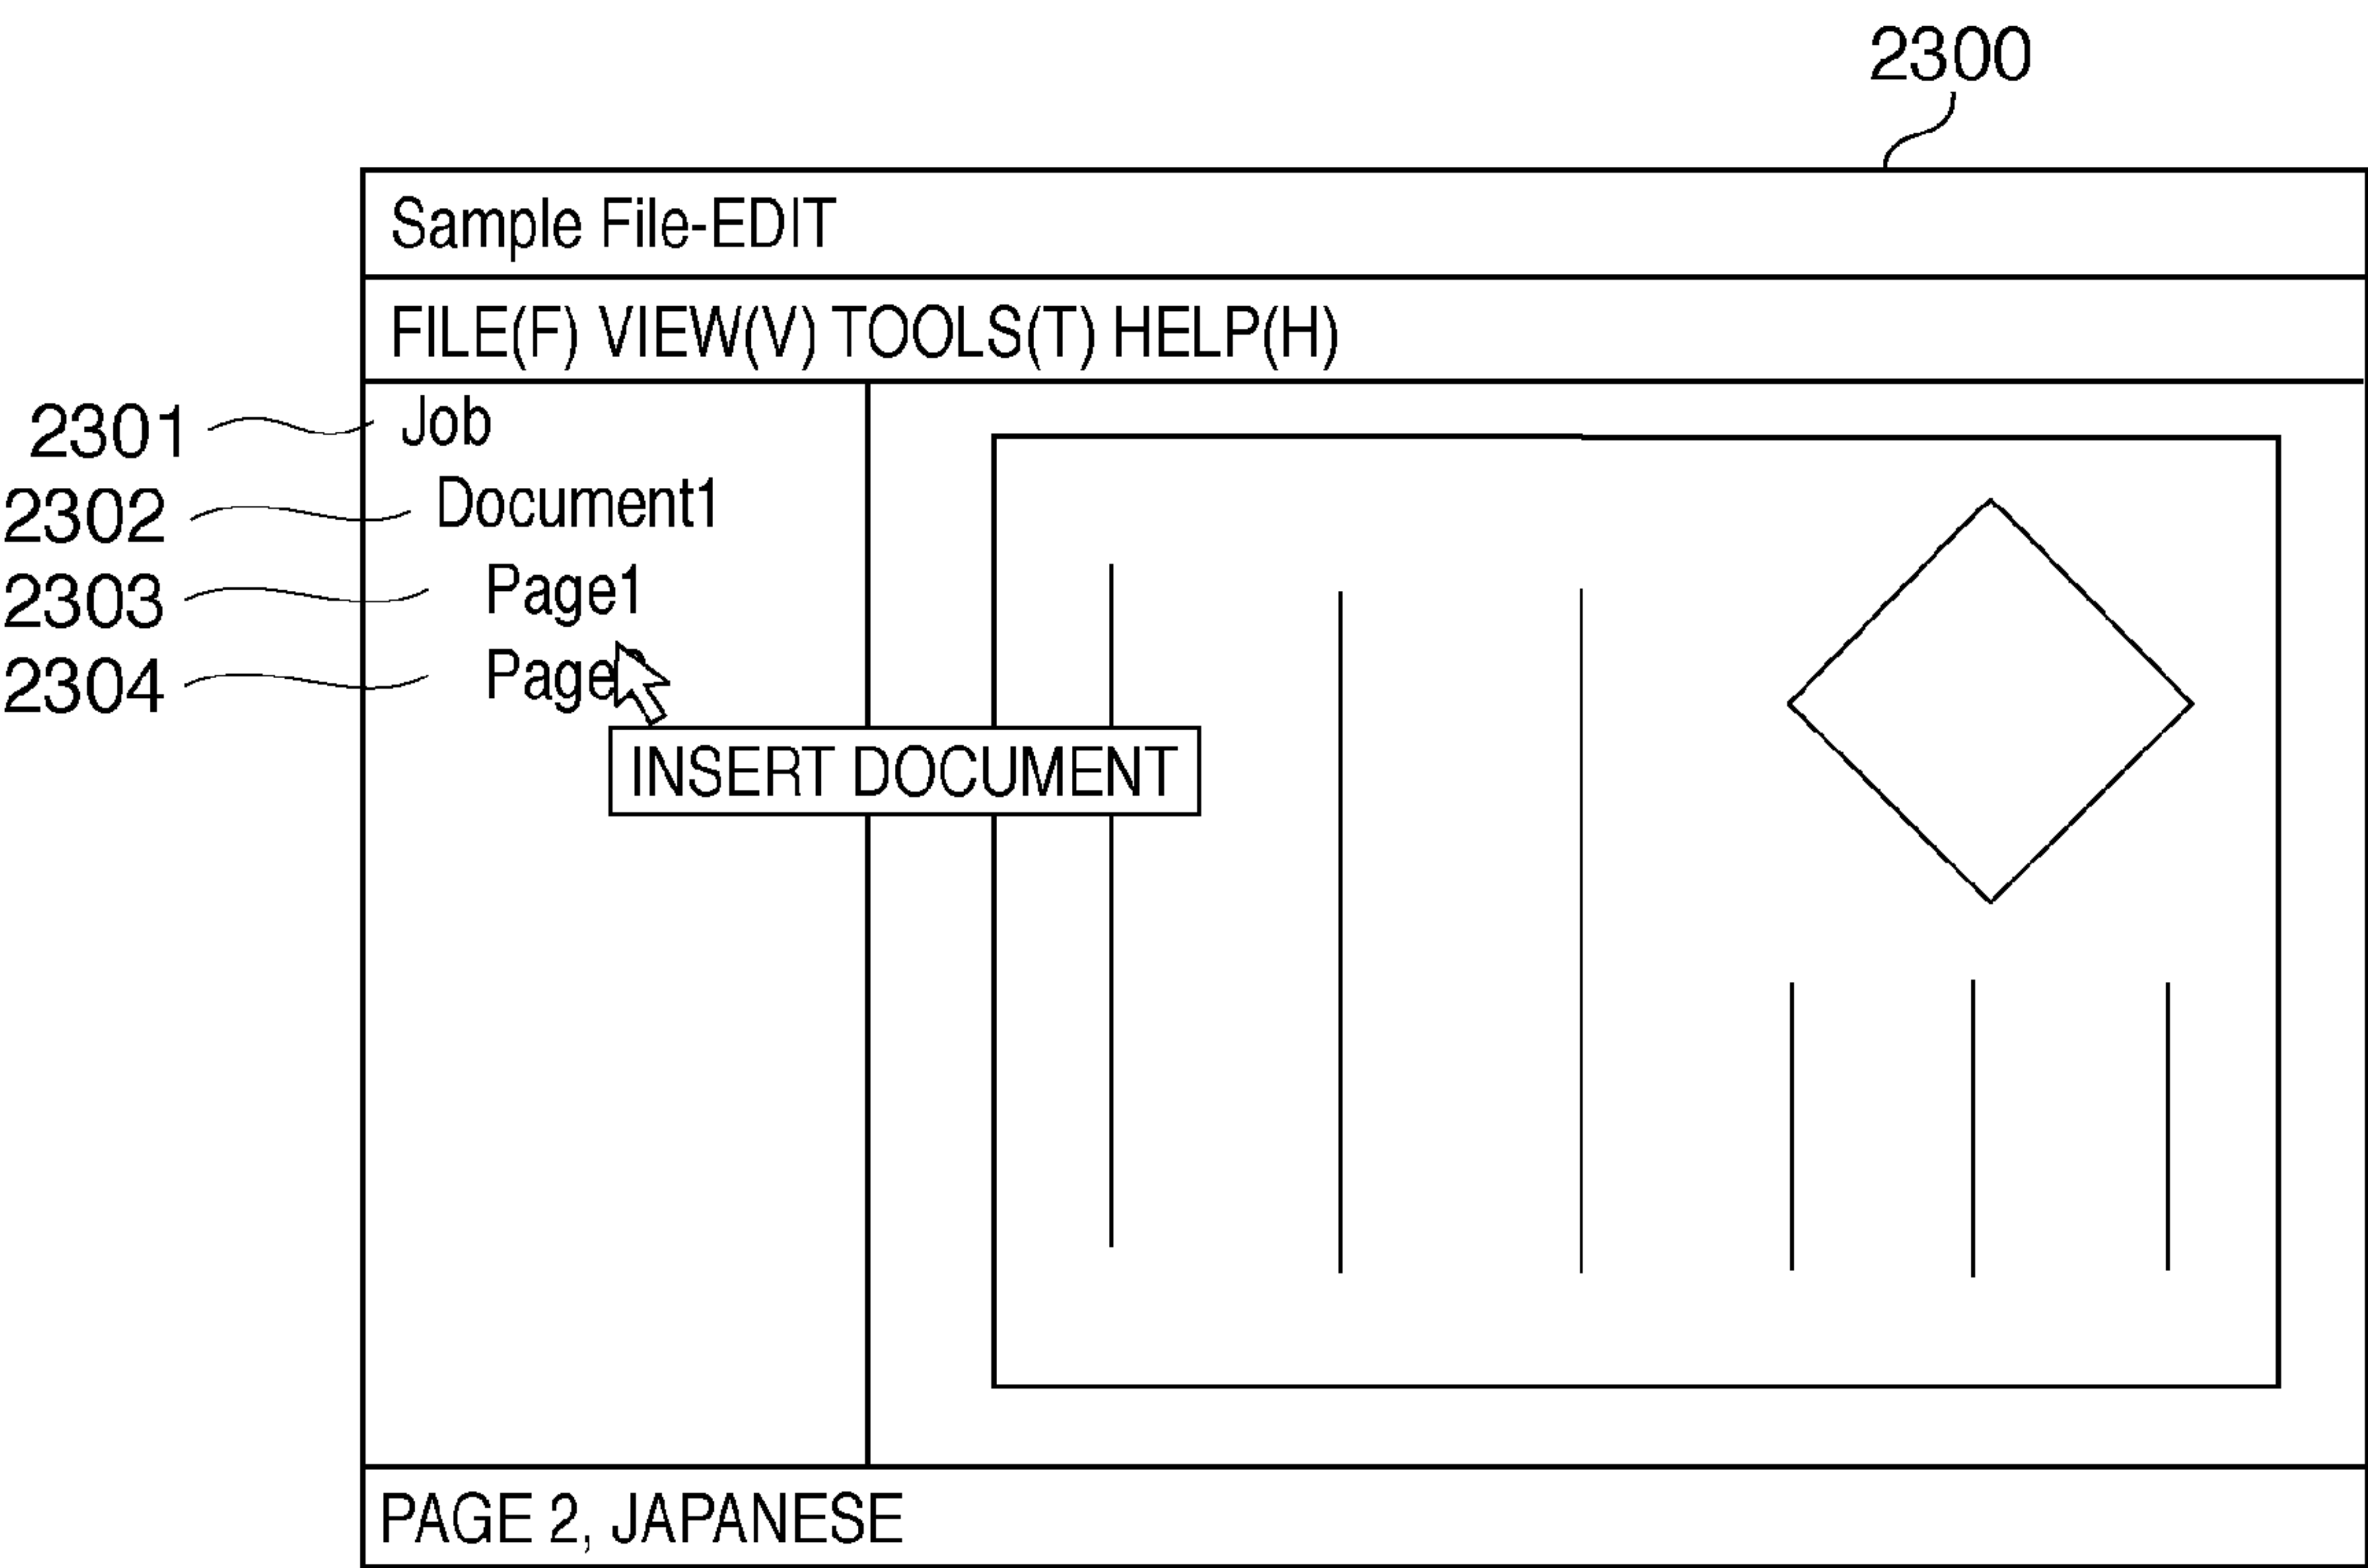 2300
Sample File-EDIT
FILE(F) VIEW(V) TOOLS(T) HELP(H)
2301 Job
2302 Document1
2303 Page1
2304 Page
INSERT DOCUMENT
PAGE 2, JAPANESE